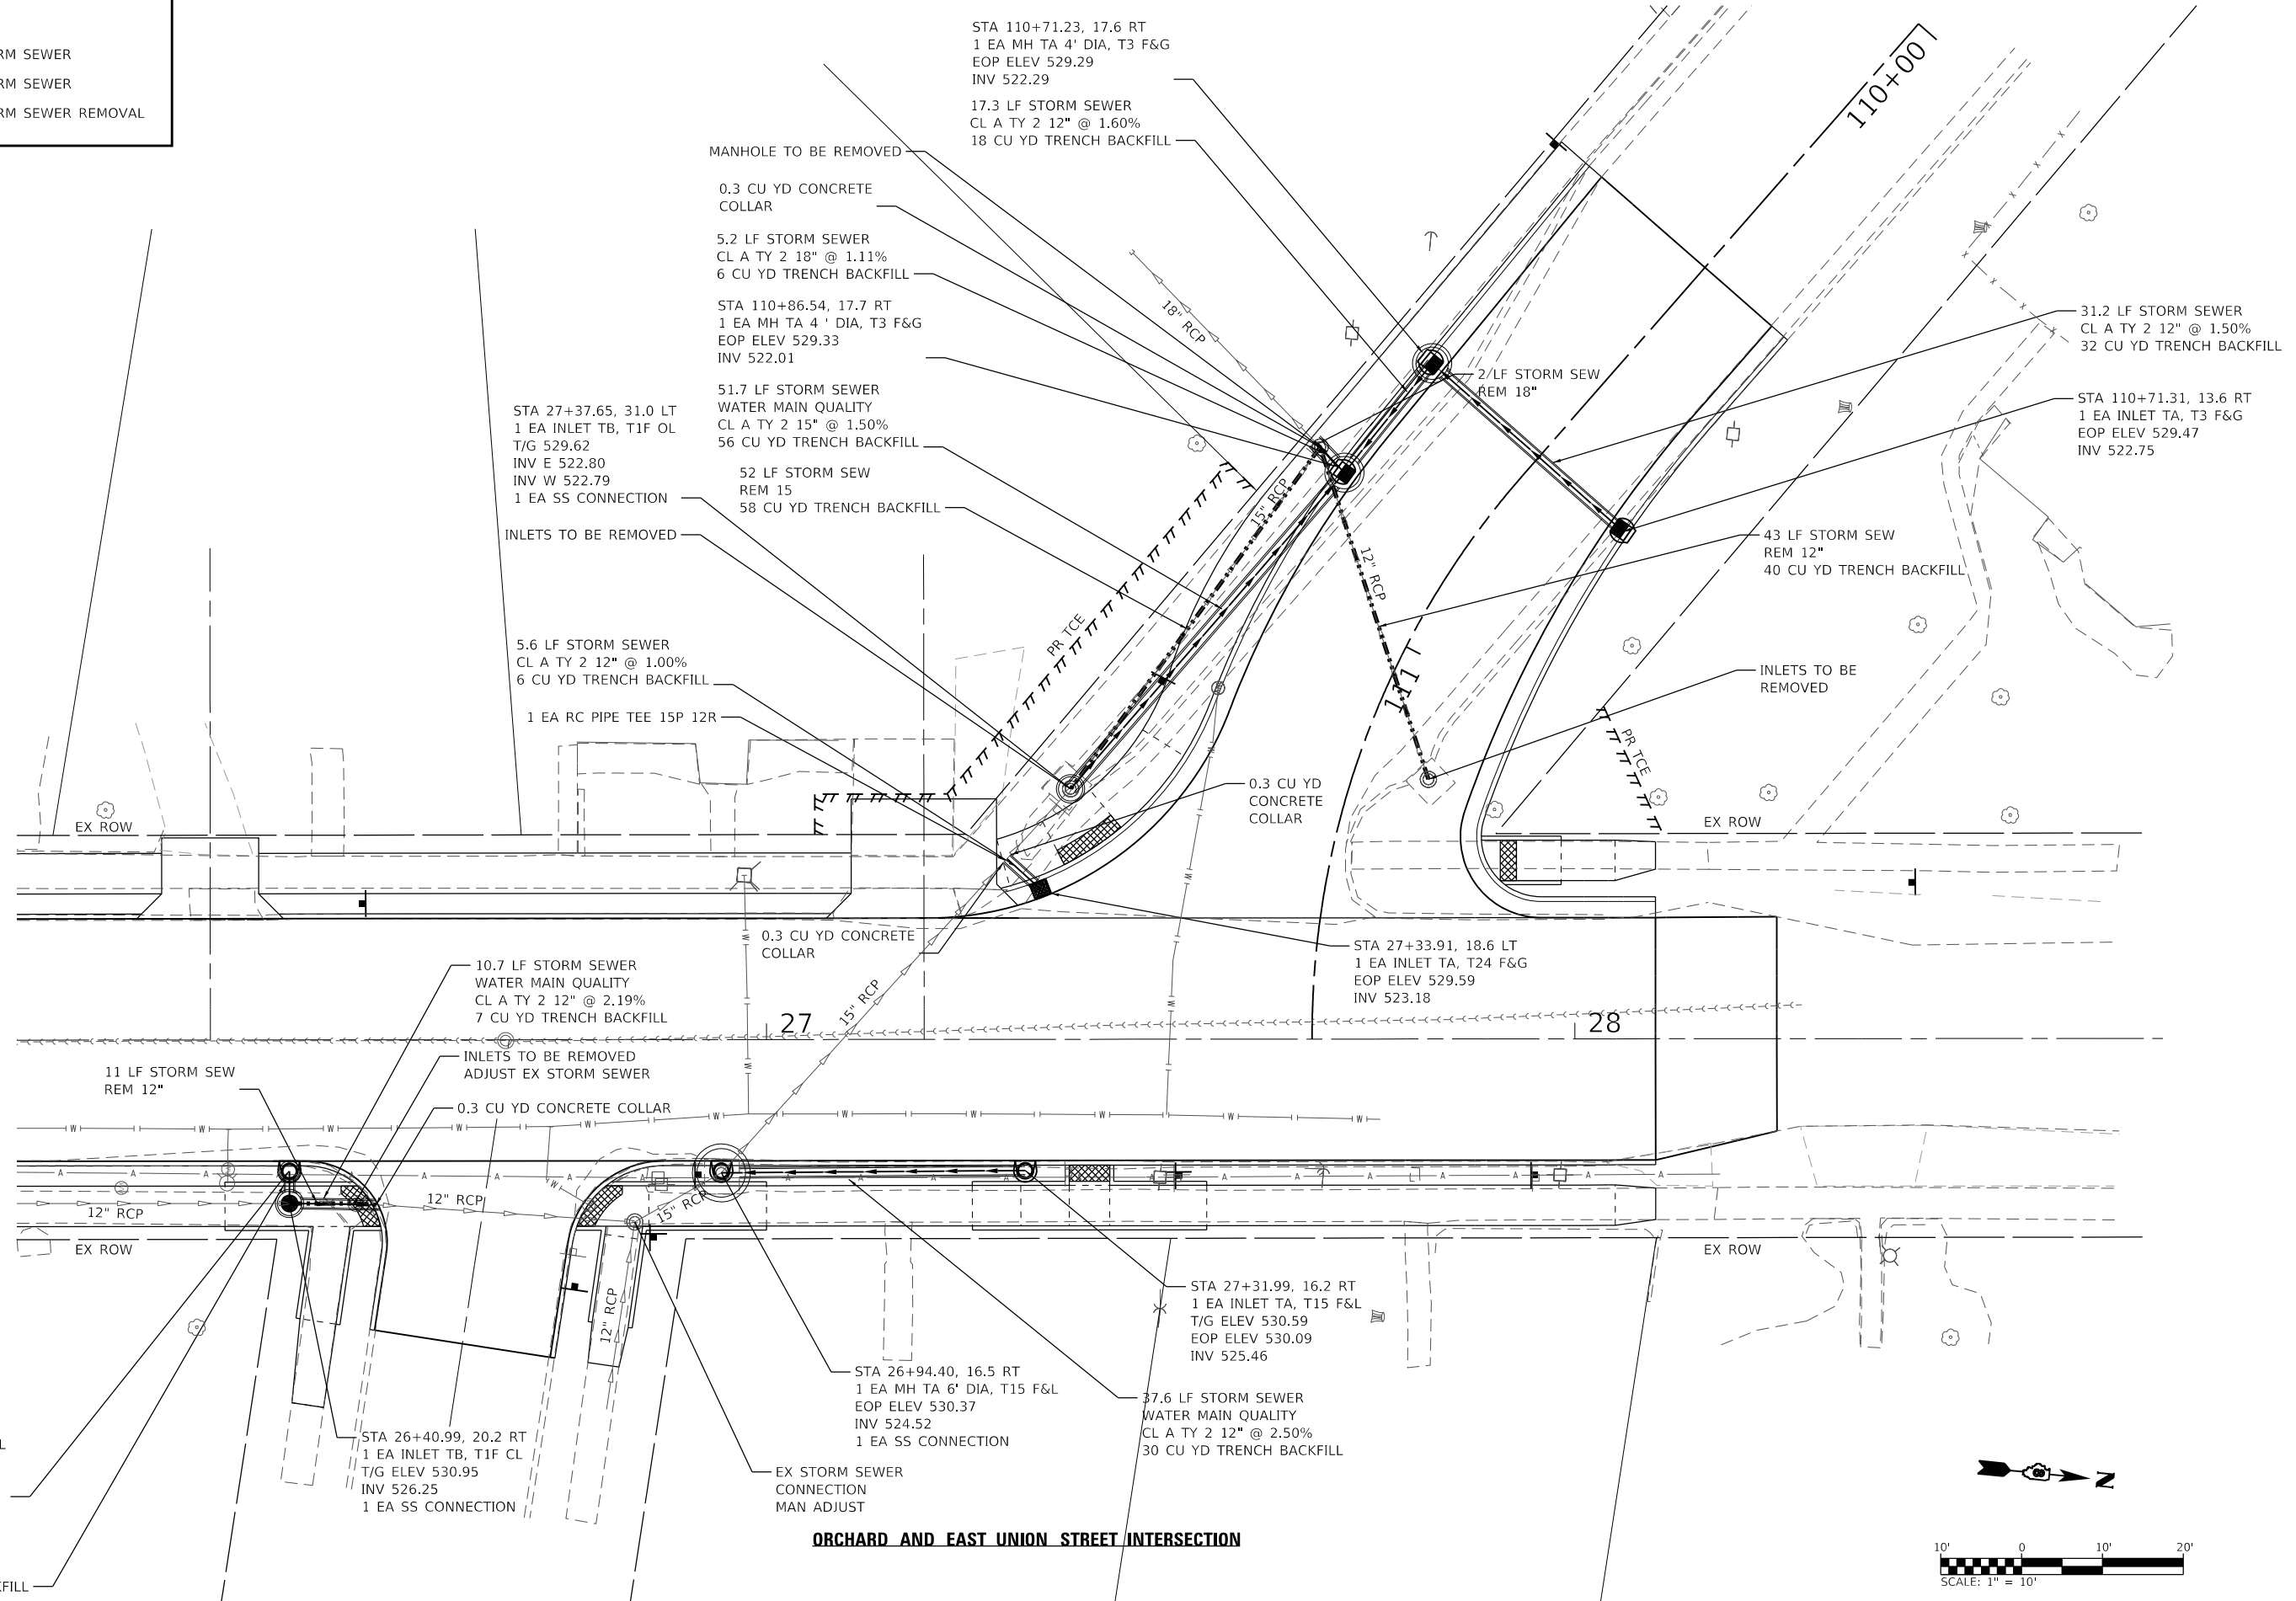 RM SEWER
RM SEWER
RM SEWER REMOVAL
STA 110+71.23, 17.6 RT
1 EA MH TA 4' DIA, T3 F&G
EOP ELEV 529.29
INV 522.29
17.3 LF STORM SEWER
CL A TY 2 12" @ 1.60%
18 CU YD TRENCH BACKFILL
MANHOLE TO BE REMOVED
0.3 CU YD CONCRETE
COLLAR
5.2 LF STORM SEWER
CL A TY 2 18" @ 1.11%
6 CU YD TRENCH BACKFILL
STA 110+86.54, 17.7 RT
1 EA MH TA 4 ' DIA, T3 F&G
EOP ELEV 529.33
INV 522.01
51.7 LF STORM SEWER
WATER MAIN QUALITY
CL A TY 2 15" @ 1.50%
56 CU YD TRENCH BACKFILL
52 LF STORM SEW
REM 15
58 CU YD TRENCH BACKFILL
STA 27+37.65, 31.0 LT
1 EA INLET TB, T1F OL
T/G 529.62
INV E 522.80
INV W 522.79
1 EA SS CONNECTION
INLETS TO BE REMOVED
5.6 LF STORM SEWER
CL A TY 2 12" @ 1.00%
6 CU YD TRENCH BACKFILL
1 EA RC PIPE TEE 15P 12R
110+00
18" RCP
2 LF STORM SEW
REM 18"
31.2 LF STORM SEWER
CL A TY 2 12" @ 1.50%
32 CU YD TRENCH BACKFILL
STA 110+71.31, 13.6 RT
1 EA INLET TA, T3 F&G
EOP ELEV 529.47
INV 522.75
15" RCP
12" RCP
43 LF STORM SEW
REM 12"
40 CU YD TRENCH BACKFILL
PR TCE
111
INLETS TO BE
REMOVED
PR TCE
0.3 CU YD
CONCRETE
COLLAR
EX ROW
EX ROW
0.3 CU YD CONCRETE
COLLAR
STA 27+33.91, 18.6 LT
1 EA INLET TA, T24 F&G
EOP ELEV 529.59
INV 523.18
15" RCP
27
28
10.7 LF STORM SEWER
WATER MAIN QUALITY
CL A TY 2 12" @ 2.19%
7 CU YD TRENCH BACKFILL
INLETS TO BE REMOVED
ADJUST EX STORM SEWER
11 LF STORM SEW
REM 12"
0.3 CU YD CONCRETE COLLAR
12" RCP
12" RCP
15" RCP
12" RCP
EX ROW
EX ROW
STA 27+31.99, 16.2 RT
1 EA INLET TA, T15 F&L
T/G ELEV 530.59
EOP ELEV 530.09
INV 525.46
STA 26+94.40, 16.5 RT
1 EA MH TA 6' DIA, T15 F&L
EOP ELEV 530.37
INV 524.52
1 EA SS CONNECTION
37.6 LF STORM SEWER
WATER MAIN QUALITY
CL A TY 2 12" @ 2.50%
30 CU YD TRENCH BACKFILL
STA 26+40.99, 20.2 RT
1 EA INLET TB, T1F CL
T/G ELEV 530.95
INV 526.25
1 EA SS CONNECTION
EX STORM SEWER
CONNECTION
MAN ADJUST
L
KFILL
ORCHARD AND EAST UNION STREET INTERSECTION
N
10' 0 10' 20'
SCALE: 1" = 10'